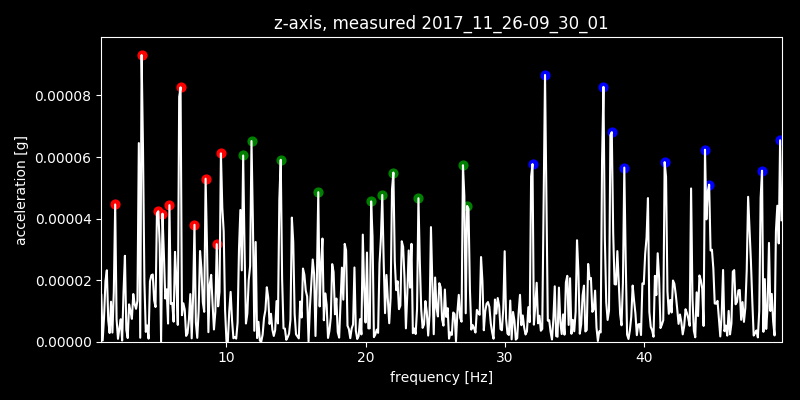 z-axis, measured 2017_11_26-09_30_01
0.00008
0.00006
0.00004
0.00002
0.00000
acceleration [g]
10 20 30 40
frequency [Hz]